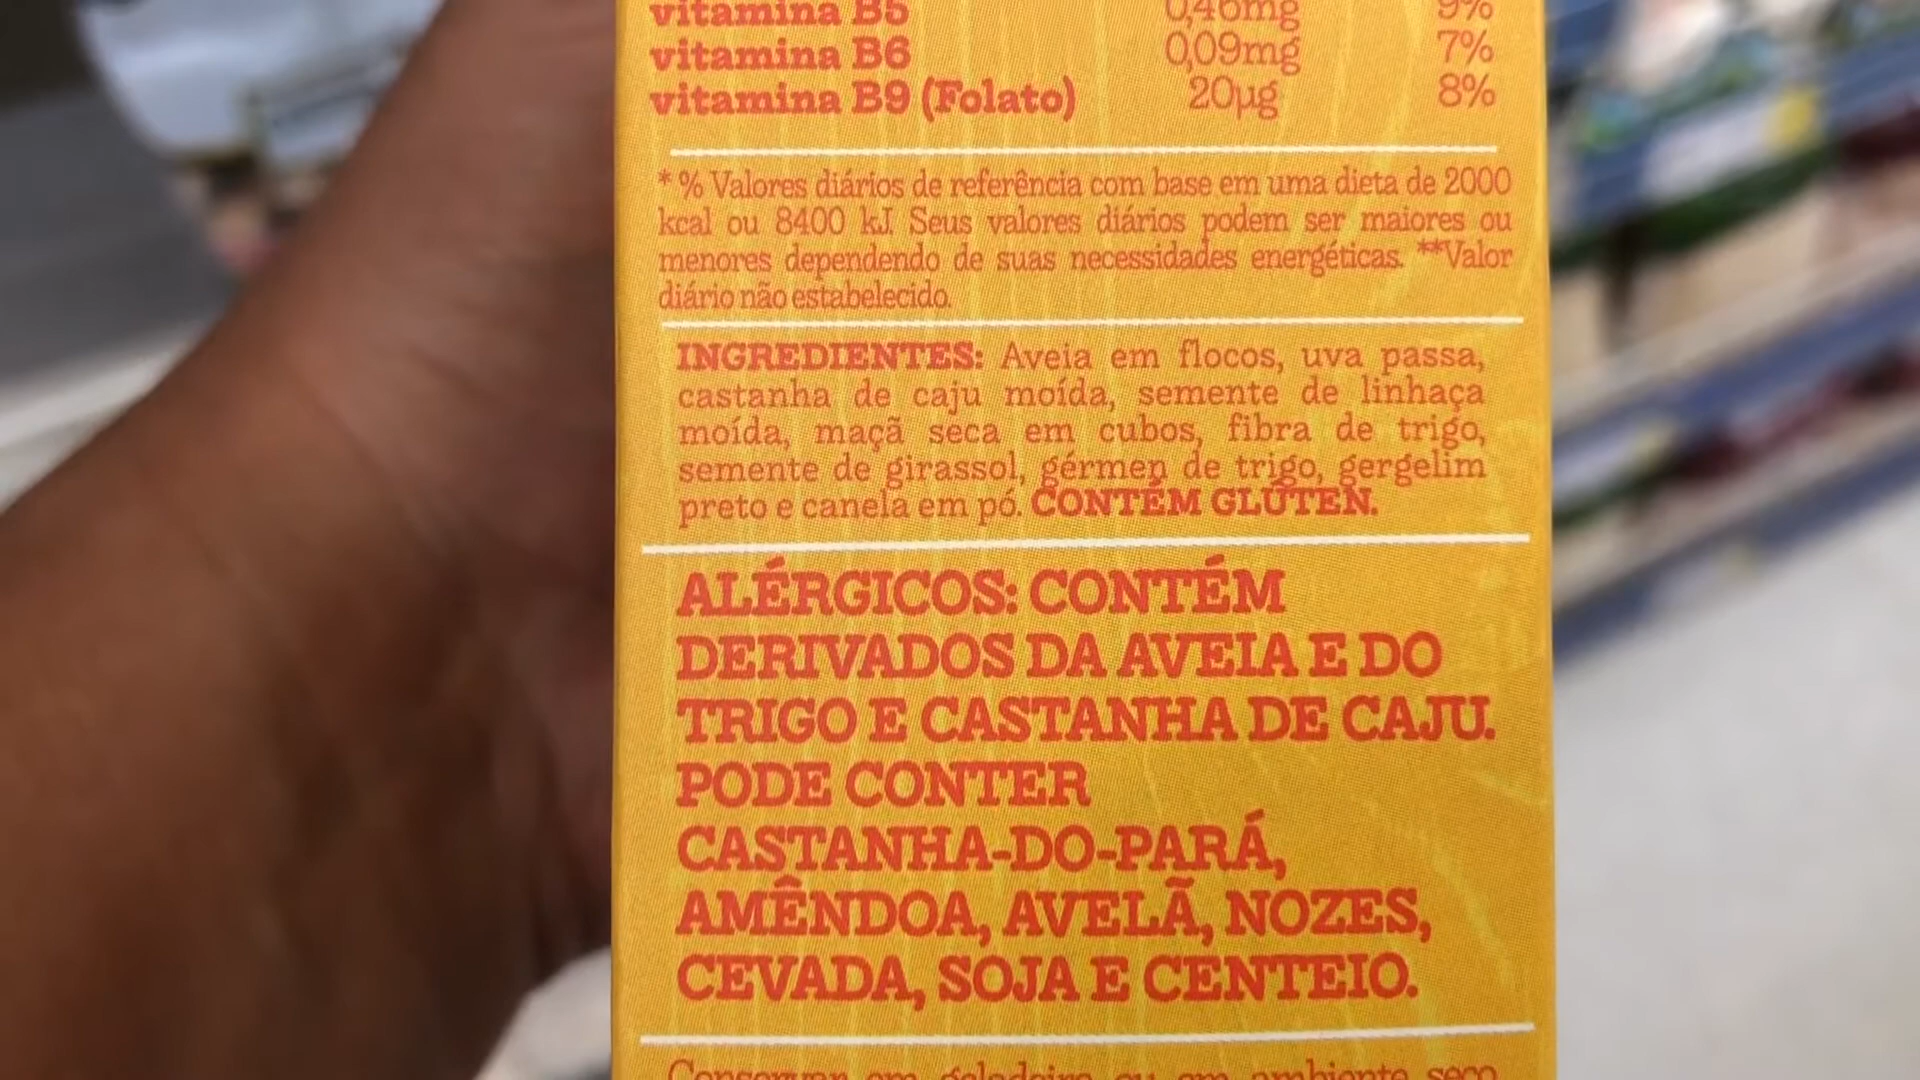 vitamina B5 0,46mg 9%
vitamina B6 0,09mg 7%
vitamina B9 (Folato) 20µg 8%
* % Valores diários de referência com base em uma dieta de 2000
kcal ou 8400 kJ. Seus valores diários podem ser maiores ou
menores dependendo de suas necessidades energéticas. **Valor
diário não estabelecido.
INGREDIENTES: Aveia em flocos, uva passa,
castanha de caju moída, semente de linhaça
moída, maçã seca em cubos, fibra de trigo,
semente de girassol, gérmen de trigo, gergelim
preto e canela em pó. CONTÉM GLÚTEN.
ALÉRGICOS: CONTÉM
DERIVADOS DA AVEIA E DO
TRIGO E CASTANHA DE CAJU.
PODE CONTER
CASTANHA-DO-PARÁ,
AMÊNDOA, AVELÃ, NOZES,
CEVADA, SOJA E CENTEIO.
Conservar em geladeira ou em ambiente seco